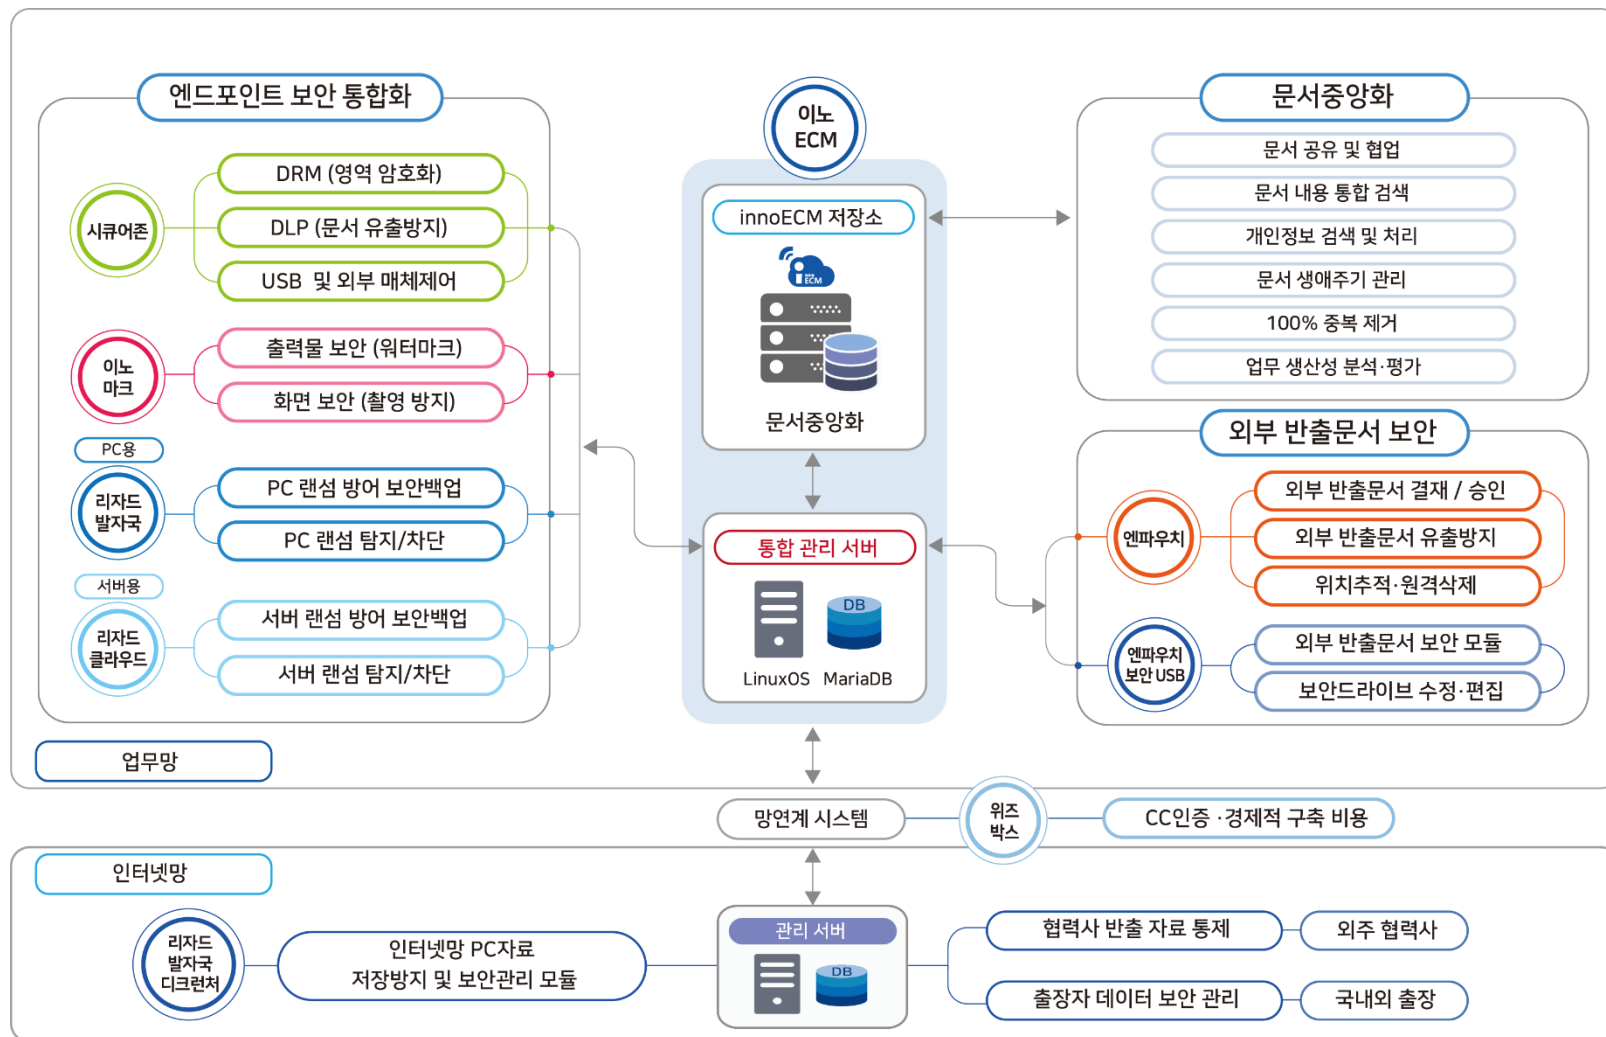 엔드포인트 보안 통합화
시큐어존
DRM (영역 암호화)
DLP (문서 유출방지)
USB 및 외부 매체제어
이노
마크
출력물 보안 (워터마크)
화면 보안 (촬영 방지)
PC용
리자드
발자국
PC 랜섬 방어 보안백업
PC 랜섬 탐지/차단
서버용
리자드
클라우드
서버 랜섬 방어 보안백업
서버 랜섬 탐지/차단
업무망
이노
ECM
innoECM 저장소
inno
ECM
문서중앙화
통합 관리 서버
DB
LinuxOS
MariaDB
문서중앙화
문서 공유 및 협업
문서 내용 통합 검색
개인정보 검색 및 처리
문서 생애주기 관리
100% 중복 제거
업무 생산성 분석·평가
외부 반출문서 보안
엔파우치
외부 반출문서 결재 / 승인
외부 반출문서 유출방지
위치추적·원격삭제
엔파우치
보안 USB
외부 반출문서 보안 모듈
보안드라이브 수정·편집
망연계 시스템
위즈
박스
CC인증 ·경제적 구축 비용
인터넷망
리자드
발자국
디크런처
인터넷망 PC자료
저장방지 및 보안관리 모듈
관리 서버
DB
협력사 반출 자료 통제
외주 협력사
출장자 데이터 보안 관리
국내외 출장